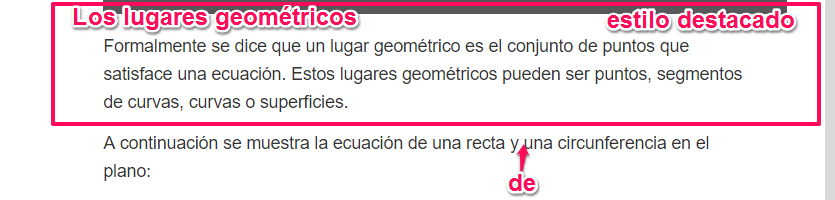 Los lugares geométricos
estilo destacado
Formalmente se dice que un lugar geométrico es el conjunto de puntos que
satisface una ecuación. Estos lugares geométricos pueden ser puntos, segmentos
de curvas, curvas o superficies.
A continuación se muestra la ecuación de una recta y una circunferencia en el
plano:
de